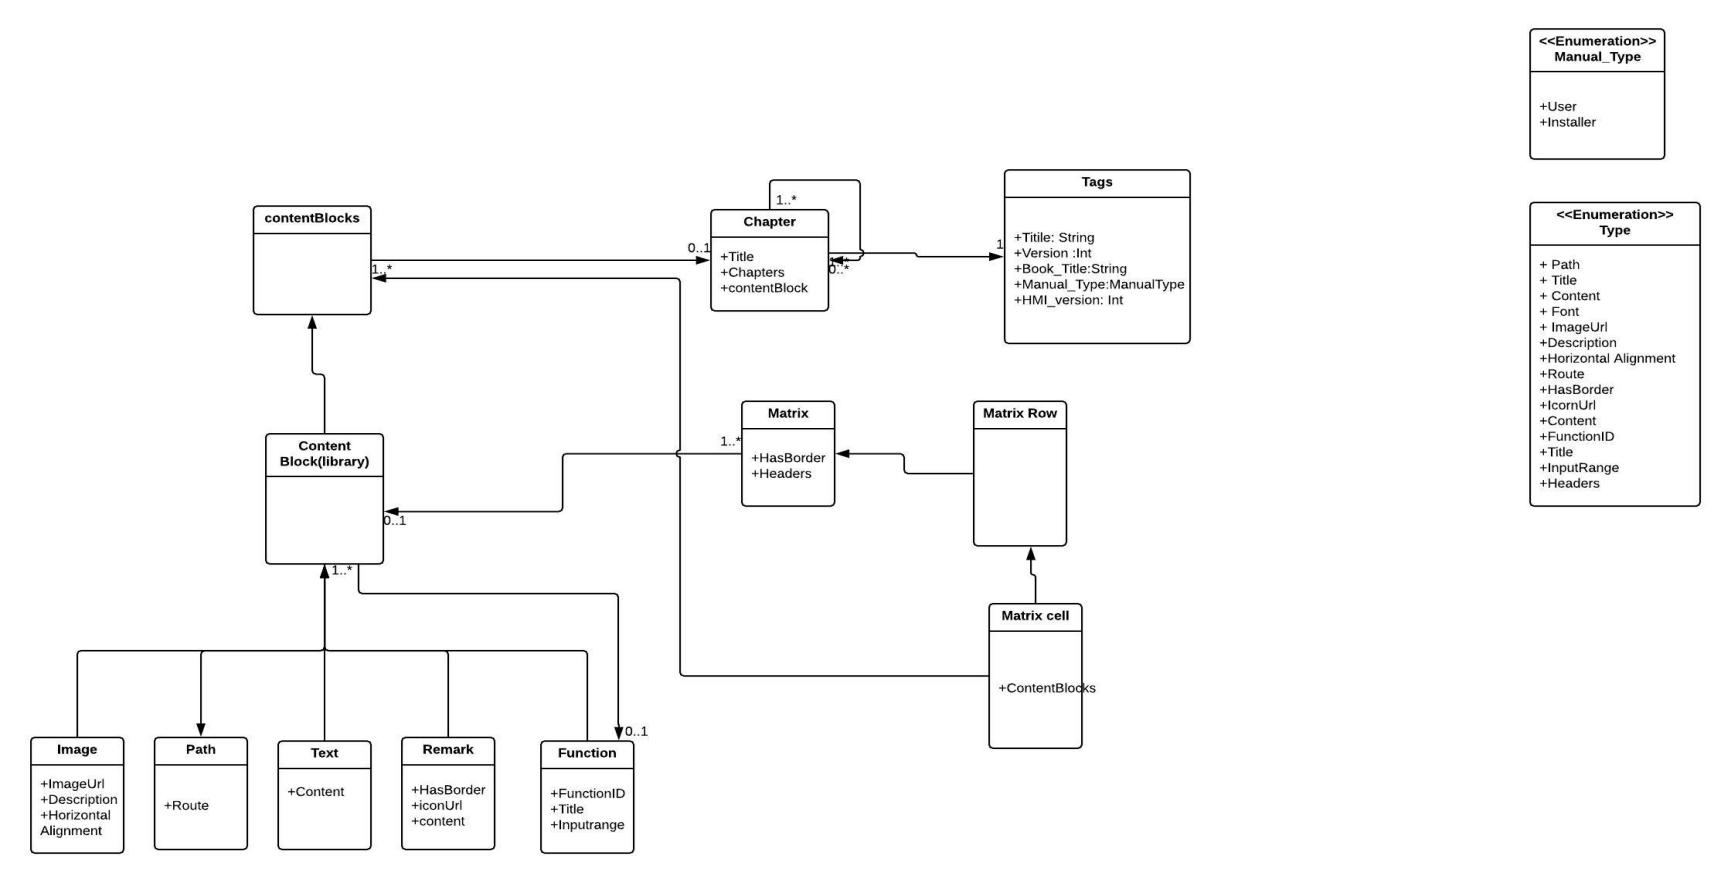 <<Enumeration>>
Manual_Type
+User
+Installer
<<Enumeration>>
Type
+ Path
+ Title
+ Content
+ Font
+ ImageUrl
+Description
+Horizontal Alignment
+Route
+HasBorder
+IcornUrl
+Content
+FunctionID
+Title
+InputRange
+Headers
Tags
+Titile: String
+Version :Int
+Book_Title:String
+Manual_Type:ManualType
+HMI_version: Int
1
1..*
Chapter
+Title
+Chapters
+contentBlock
0..*
0..1
contentBlocks
1..*
Content
Block(library)
0..1
1..*
Matrix
+HasBorder
+Headers
1..*
Matrix Row
Matrix cell
+ContentBlocks
Image
+ImageUrl
+Description
+Horizontal
Alignment
Path
+Route
Text
+Content
Remark
+HasBorder
+iconUrl
+content
0..1
Function
+FunctionID
+Title
+Inputrange